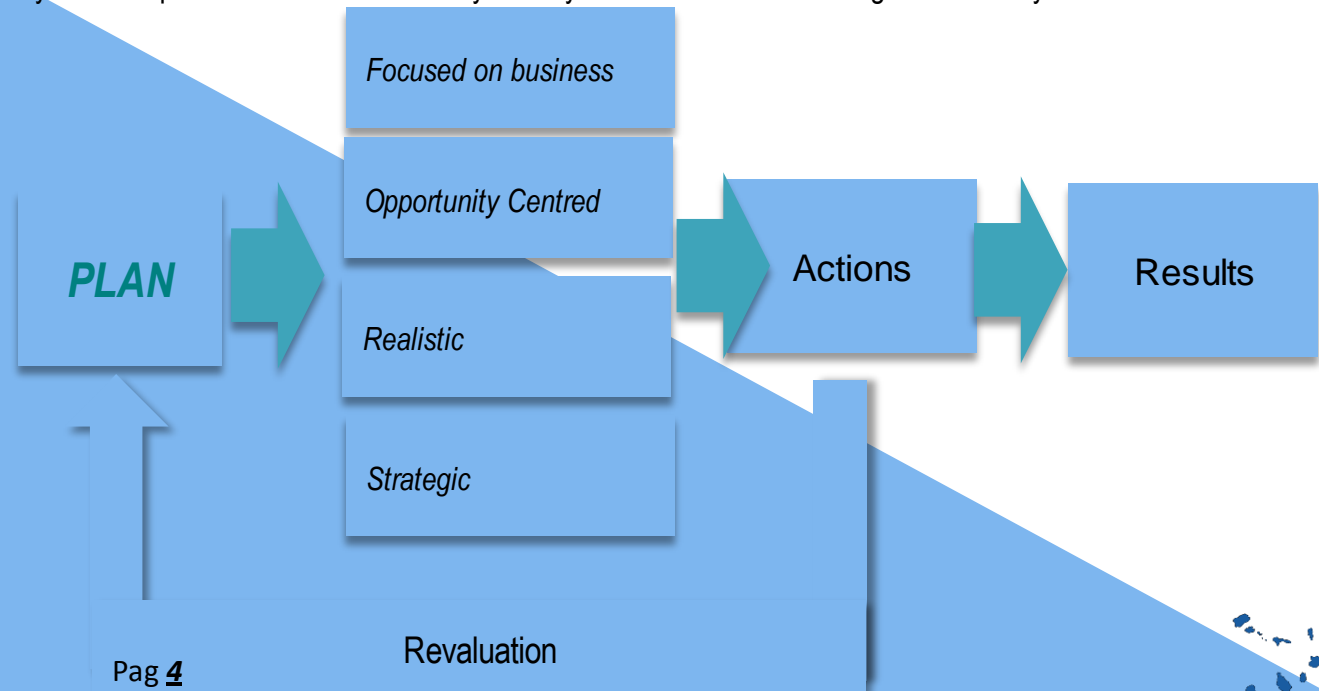 Focused on business
Opportunity Centred
PLAN
Actions
Results
Realistic
Strategic
Revaluation
Pag 4